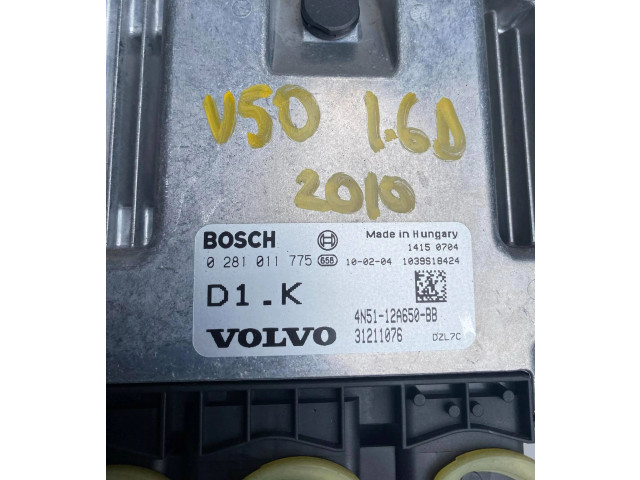 V50 1.6D
2010
BOSCH Made in Hungary
1415 0704
0 281 011 775 658 10-02-04 1039S18424
D1.K
4N51-12A650-BB
VOLVO 31211076 DZL7C